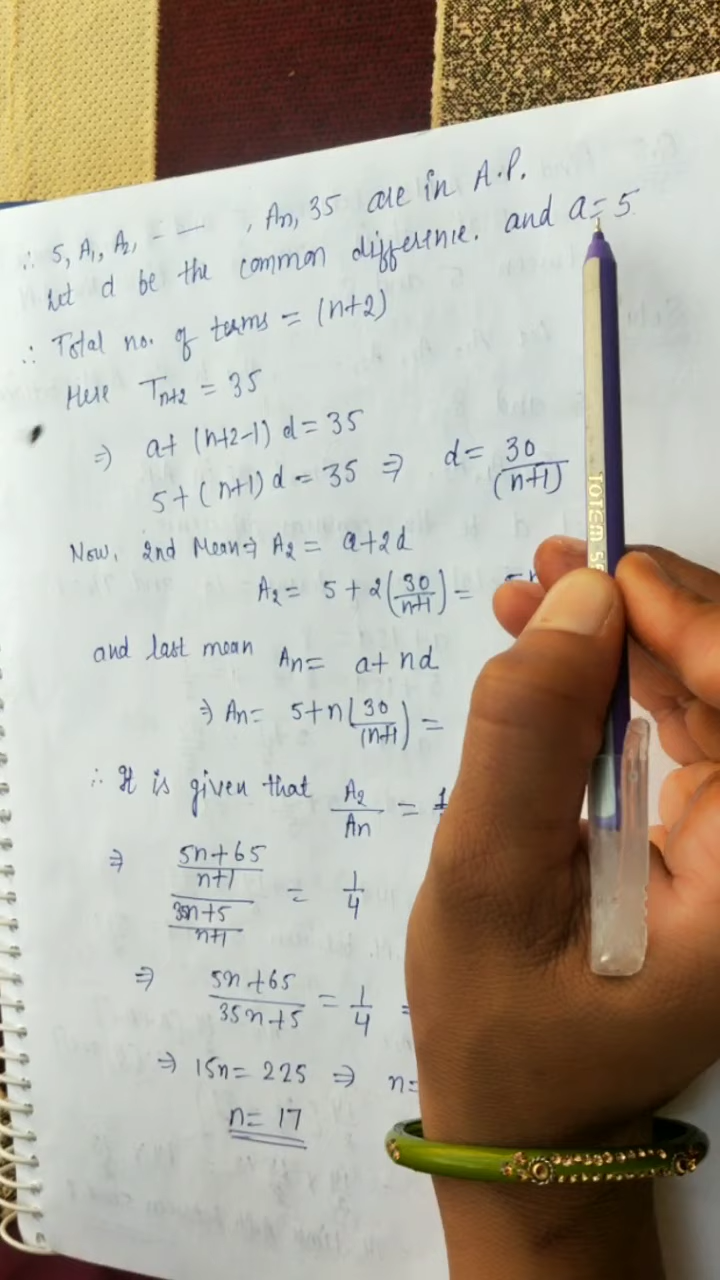 ∴ 5, A₁, A₂, - — , An, 35 are in A.P.
Let d be the common difference. and a = 5
∴ Total no. of terms = (n+2)
Here Tn+2 = 35
⇒ a+ (n+2-1) d = 35
5+(n+1)d = 35 ⇒ d = 30/(n+1)
Now, 2nd Mean ⇒ A₂ = a+2d
A₂ = 5 + 2(30/n+1) =
and last mean An = a + nd
⇒ An = 5+n(30/(n+1)) =
∴ It is given that A₂/An =
⇒ (5n+65/n+1)/(35n+5/n+1) = 1/4
⇒ 5n+65/35n+5 = 1/4
⇒ 15n = 225 ⇒ n=
n = 17
TOTEM